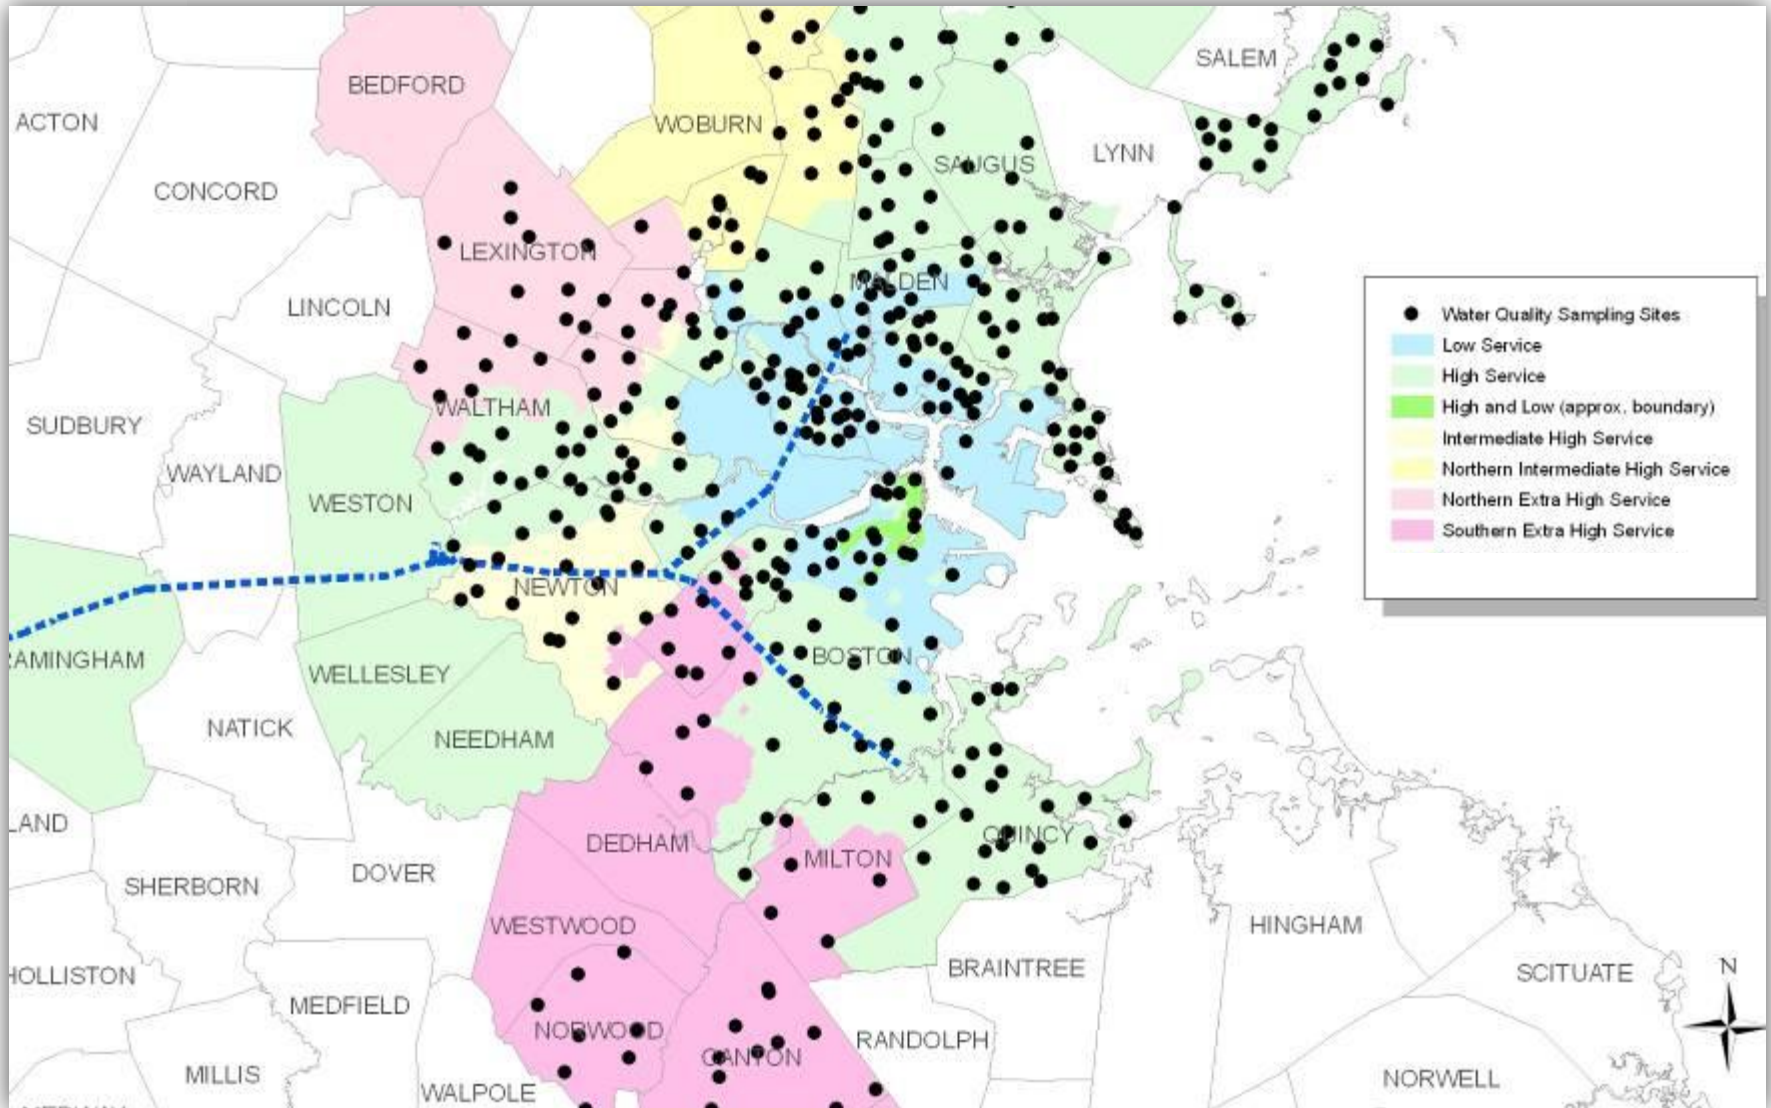 SALEM
BEDFORD
ACTON
WOBURN
LYNN
SAUGUS
CONCORD
LEXINGTON
MALDEN
LINCOLN
Water Quality Sampling Sites
Low Service
High Service
High and Low (approx. boundary)
Intermediate High Service
Northern Intermediate High Service
Northern Extra High Service
Southern Extra High Service
WALTHAM
SUDBURY
WAYLAND
WESTON
NEWTON
RAMINGHAM
BOSTON
WELLESLEY
NATICK
NEEDHAM
LAND
DEDHAM
QUINCY
MILTON
DOVER
SHERBORN
WESTWOOD
HINGHAM
BRAINTREE
N
HOLLISTON
SCITUATE
MEDFIELD
NORWOOD
RANDOLPH
CANTON
MILLIS
NORWELL
WALPOLE